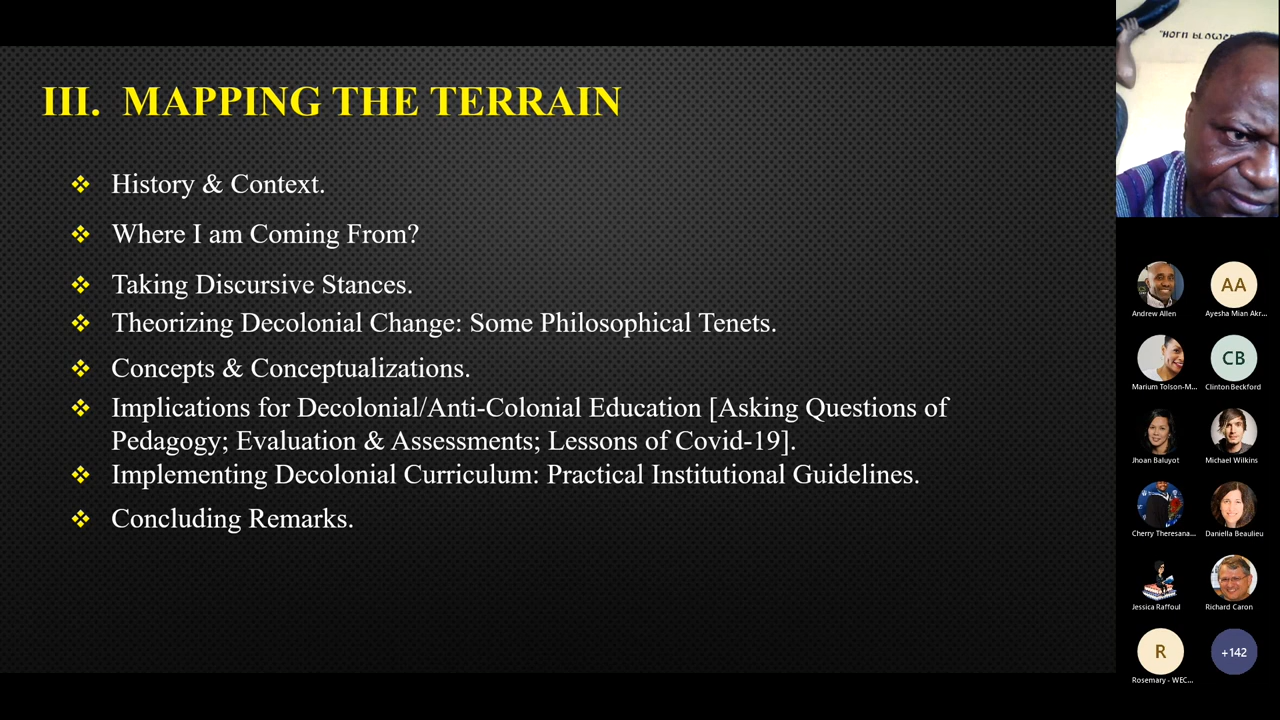 III. MAPPING THE TERRAIN
History & Context.
Where I am Coming From?
Taking Discursive Stances.
Theorizing Decolonial Change: Some Philosophical Tenets.
Concepts & Conceptualizations.
Implications for Decolonial/Anti-Colonial Education [Asking Questions of
Pedagogy; Evaluation & Assessments; Lessons of Covid-19].
Implementing Decolonial Curriculum: Practical Institutional Guidelines.
Concluding Remarks.
"HORN
AA
Andrew Allen
Ayesha Mian Akr...
CB
Marium Tolson-M...
Clinton Beckford
Jhoan Baluyot
Michael Wilkins
Cherry Theresana...
Daniella Beaulieu
Jessica Raffoul
Richard Caron
R
+142
Rosemary - WEC...